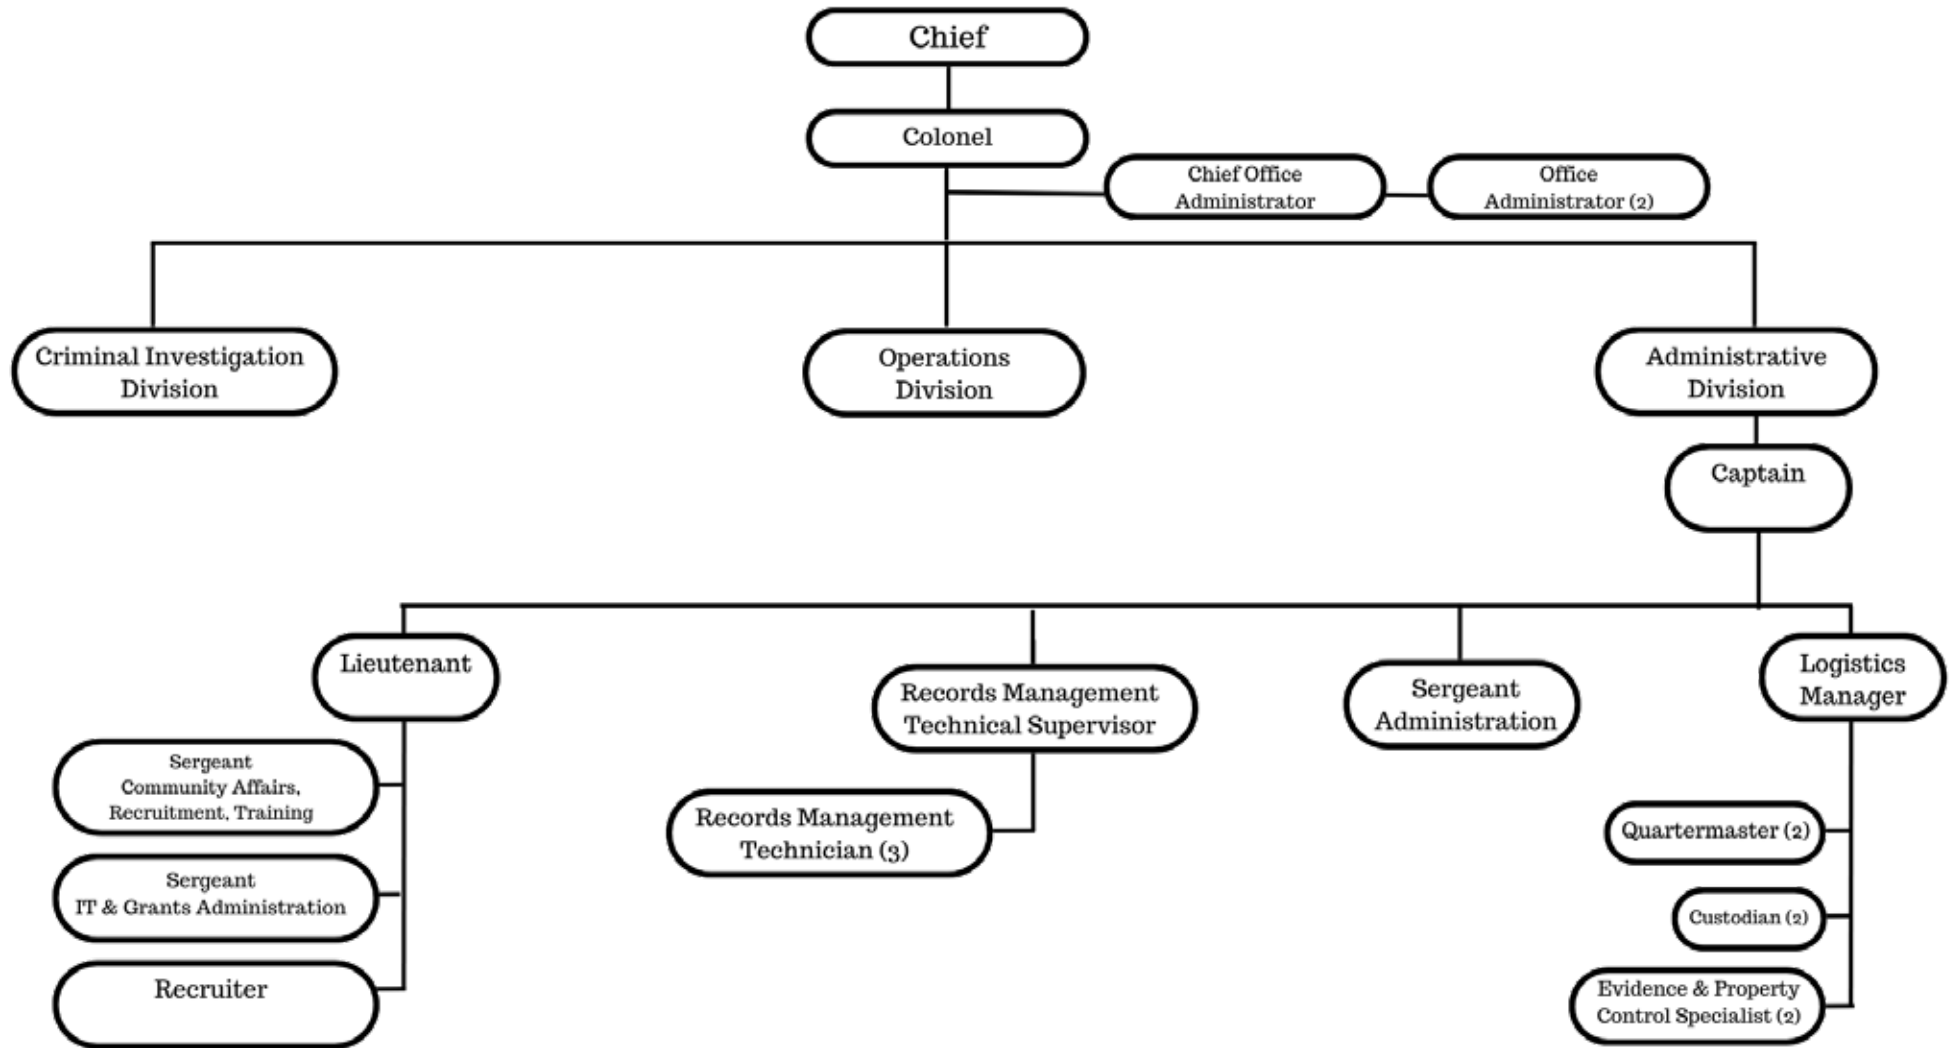 Chief
Colonel
Chief Office
Administrator
Office
Administrator (2)
Criminal Investigation
Division
Operations
Division
Administrative
Division
Captain
Lieutenant
Records Management
Technical Supervisor
Sergeant
Administration
Logistics
Manager
Sergeant
Community Affairs,
Recruitment, Training
Sergeant
IT & Grants Administration
Recruiter
Records Management
Technician (3)
Quartermaster (2)
Custodian (2)
Evidence & Property
Control Specialist (2)